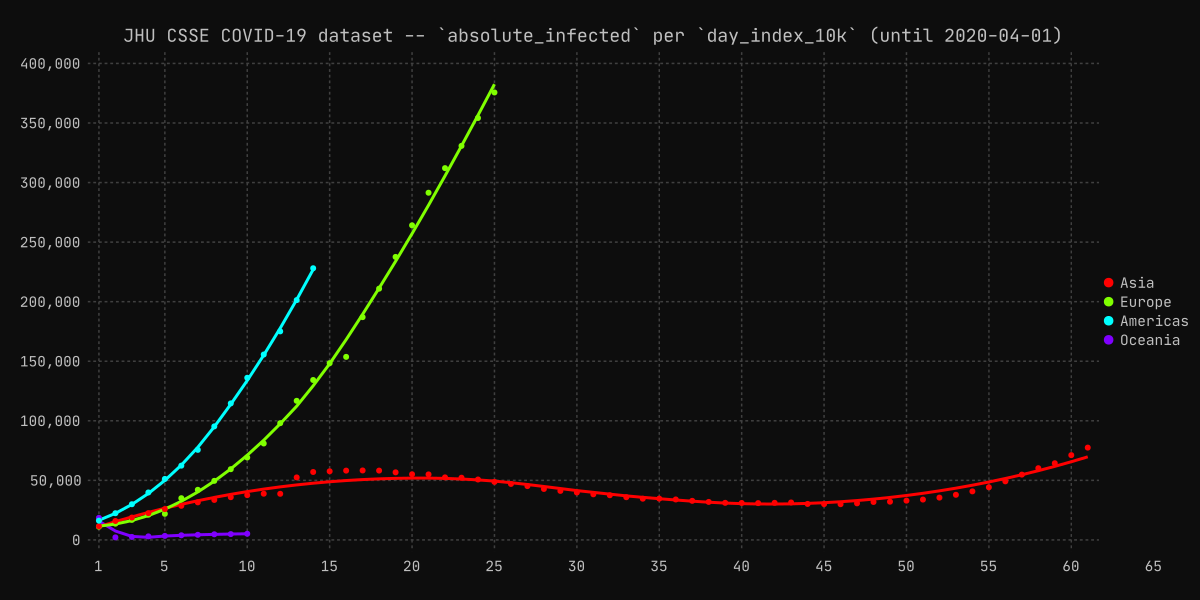 JHU CSSE COVID-19 dataset -- `absolute_infected` per `day_index_10k` (until 2020-04-01)
400,000
350,000
300,000
250,000
200,000
150,000
100,000
50,000
0
1 5 10 15 20 25 30 35 40 45 50 55 60 65
Asia
Europe
Americas
Oceania